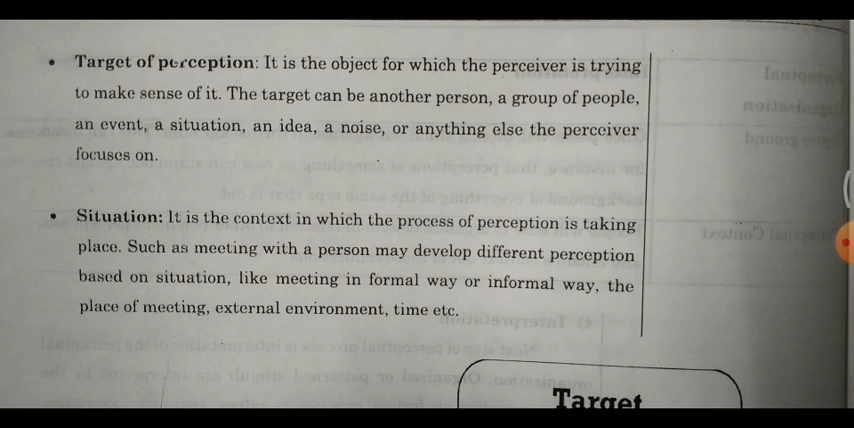 • Target of perception: It is the object for which the perceiver is trying
to make sense of it. The target can be another person, a group of people,
an event, a situation, an idea, a noise, or anything else the perceiver
focuses on.
• Situation: It is the context in which the process of perception is taking
place. Such as meeting with a person may develop different perception
based on situation, like meeting in formal way or informal way, the
place of meeting, external environment, time etc.
Target